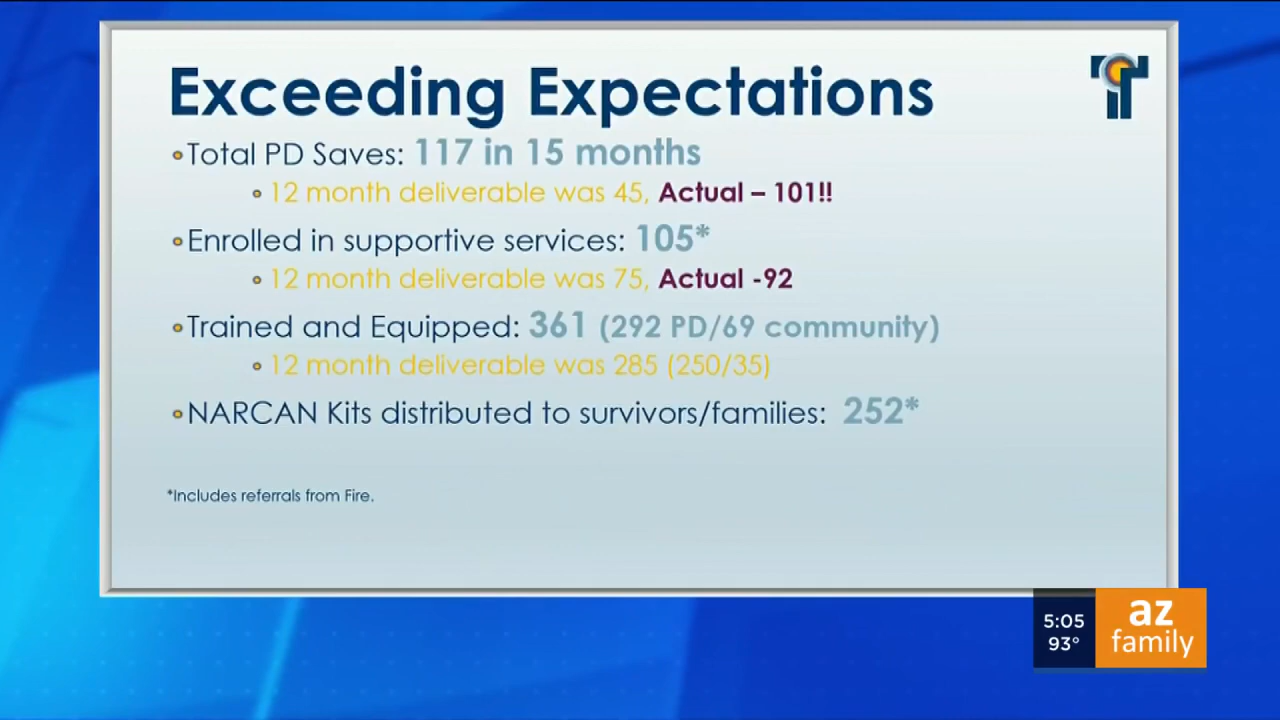 Exceeding Expectations
•Total PD Saves: 117 in 15 months
• 12 month deliverable was 45, Actual – 101!!
•Enrolled in supportive services: 105*
• 12 month deliverable was 75, Actual -92
•Trained and Equipped: 361 (292 PD/69 community)
• 12 month deliverable was 285 (250/35)
•NARCAN Kits distributed to survivors/families: 252*
*Includes referrals from Fire.
5:05
93°
az
family